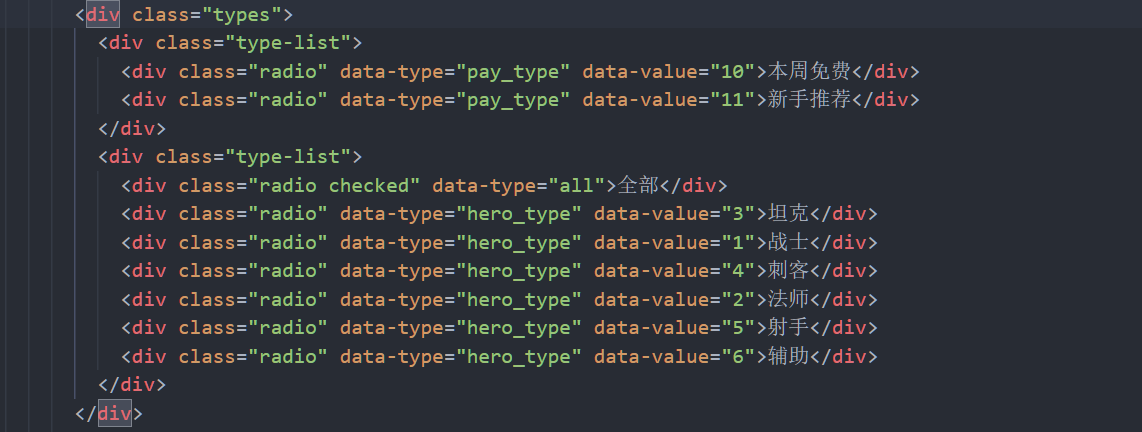 <div class="types">
<div class="type-list">
<div class="radio" data-type="pay_type" data-value="10">本周免费</div>
<div class="radio" data-type="pay_type" data-value="11">新手推荐</div>
</div>
<div class="type-list">
<div class="radio checked" data-type="all">全部</div>
<div class="radio" data-type="hero_type" data-value="3">坦克</div>
<div class="radio" data-type="hero_type" data-value="1">战士</div>
<div class="radio" data-type="hero_type" data-value="4">刺客</div>
<div class="radio" data-type="hero_type" data-value="2">法师</div>
<div class="radio" data-type="hero_type" data-value="5">射手</div>
<div class="radio" data-type="hero_type" data-value="6">辅助</div>
</div>
</div>